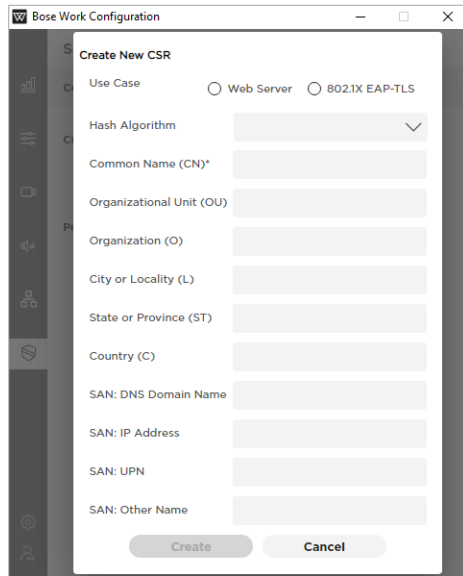 Bose Work Configuration
Create New CSR
Use Case
Web Server
802.1X EAP-TLS
Hash Algorithm
Common Name (CN)*
Organizational Unit (OU)
Organization (O)
City or Locality (L)
State or Province (ST)
Country (C)
SAN: DNS Domain Name
SAN: IP Address
SAN: UPN
SAN: Other Name
Create
Cancel